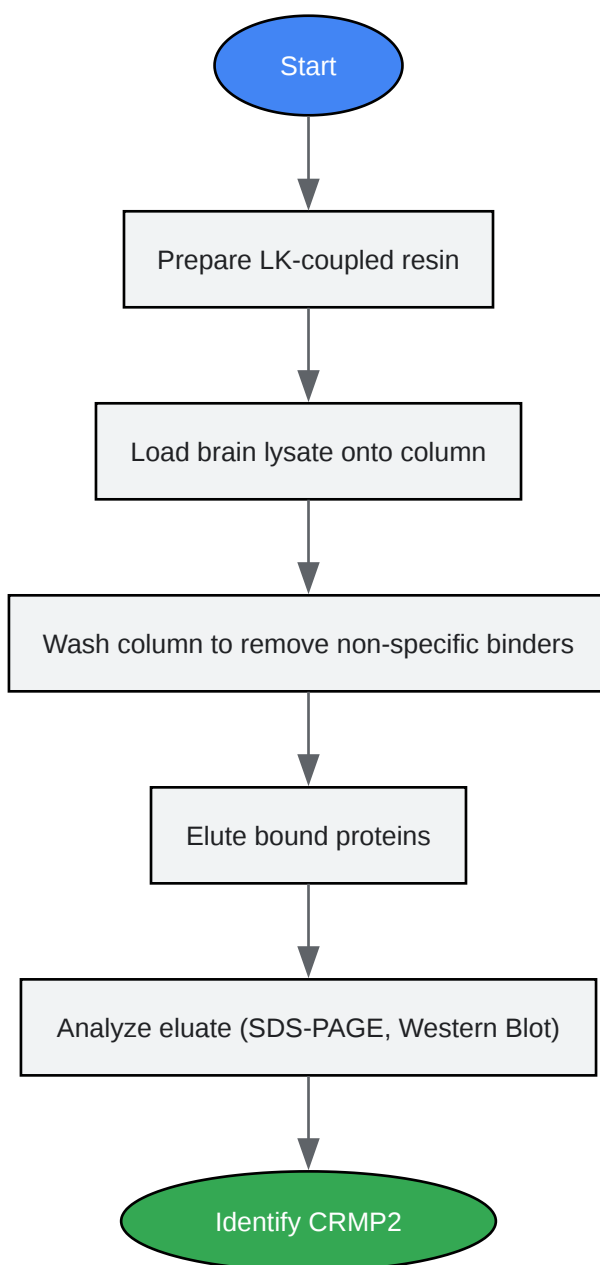 Start
Prepare LK-coupled resin
Load brain lysate onto column
Wash column to remove non-specific binders
Elute bound proteins
Analyze eluate (SDS-PAGE, Western Blot)
Identify CRMP2